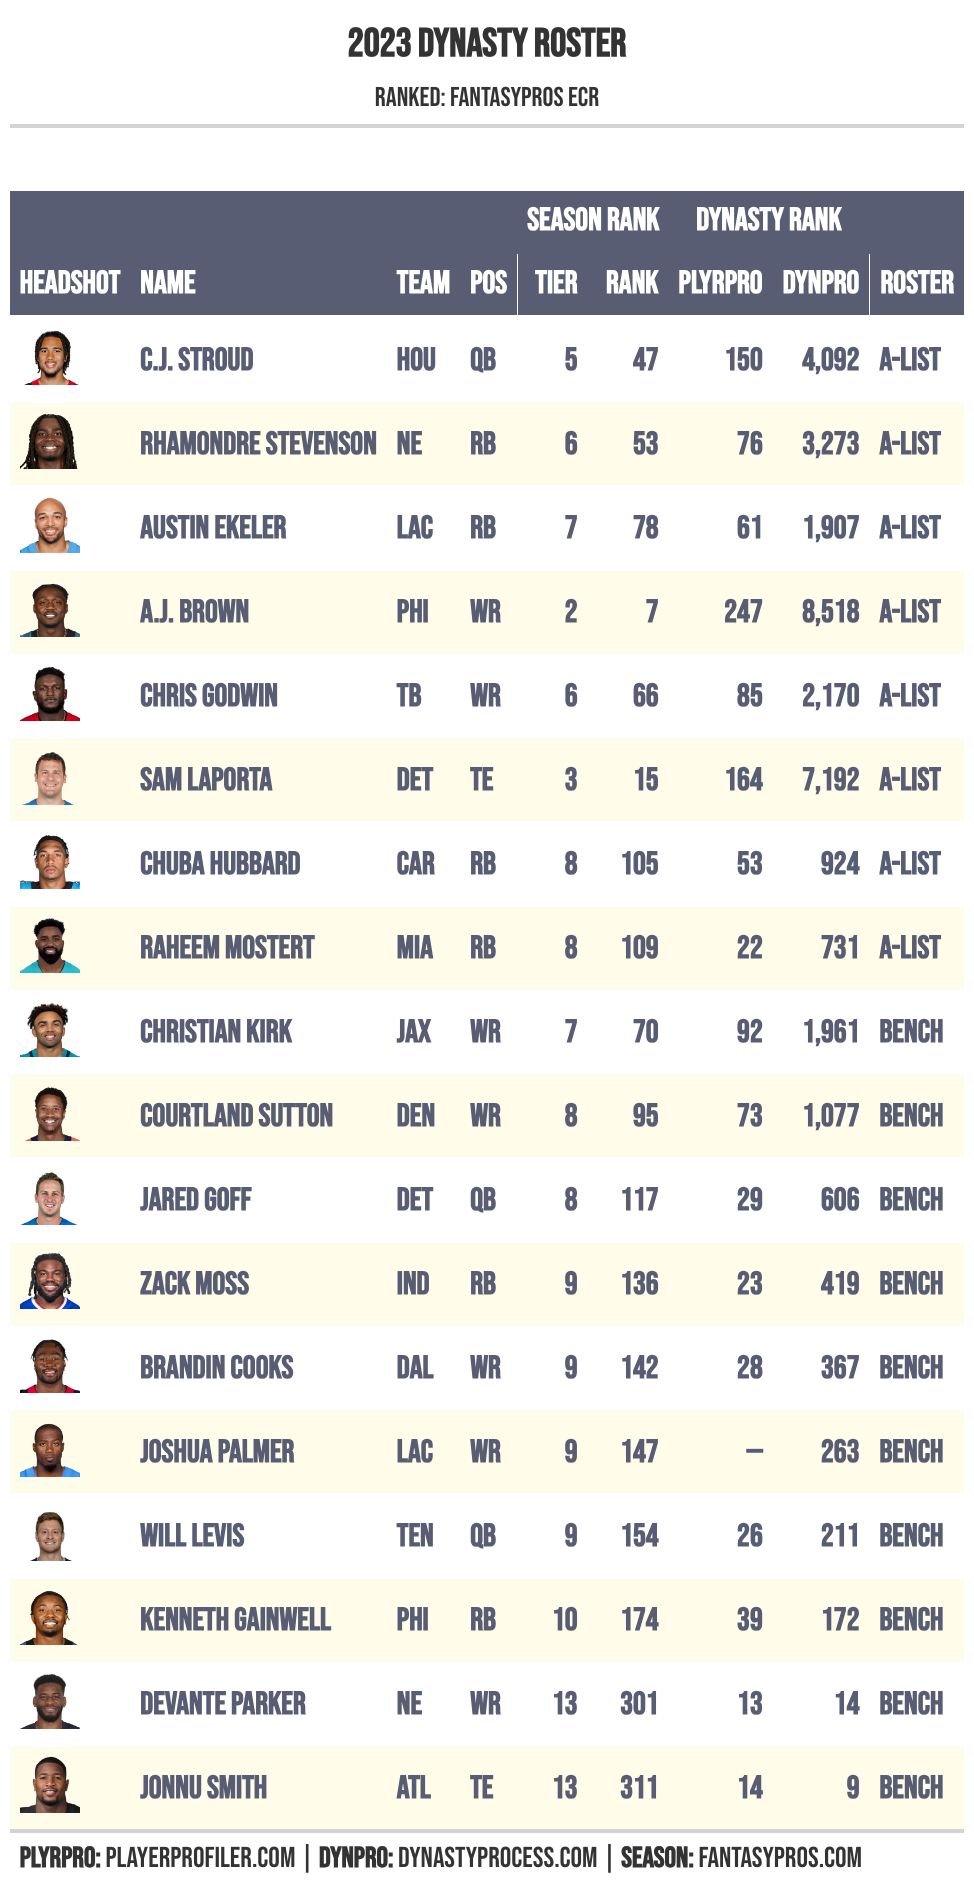 2023 DYNASTY ROSTER
RANKED: FANTASYPROS ECR
SEASON RANK DYNASTY RANK
HEADSHOT NAME TEAM POS TIER RANK PLYRPRO DYNPRO ROSTER
C.J. STROUD HOU QB 5 47 150 4,092 A-LIST
RHAMONDRE STEVENSON NE RB 6 53 76 3,273 A-LIST
AUSTIN EKELER LAC RB 7 78 61 1,907 A-LIST
A.J. BROWN PHI WR 2 7 247 8,518 A-LIST
CHRIS GODWIN TB WR 6 66 85 2,170 A-LIST
SAM LAPORTA DET TE 3 15 164 7,192 A-LIST
CHUBA HUBBARD CAR RB 8 105 53 924 A-LIST
RAHEEM MOSTERT MIA RB 8 109 22 731 A-LIST
CHRISTIAN KIRK JAX WR 7 70 92 1,961 BENCH
COURTLAND SUTTON DEN WR 8 95 73 1,077 BENCH
JARED GOFF DET QB 8 117 29 606 BENCH
ZACK MOSS IND RB 9 136 23 419 BENCH
BRANDIN COOKS DAL WR 9 142 28 367 BENCH
JOSHUA PALMER LAC WR 9 147 — 263 BENCH
WILL LEVIS TEN QB 9 154 26 211 BENCH
KENNETH GAINWELL PHI RB 10 174 39 172 BENCH
DEVANTE PARKER NE WR 13 301 13 14 BENCH
JONNU SMITH ATL TE 13 311 14 9 BENCH
PLYRPRO: PLAYERPROFILER.COM | DYNPRO: DYNASTYPROCESS.COM | SEASON: FANTASYPROS.COM